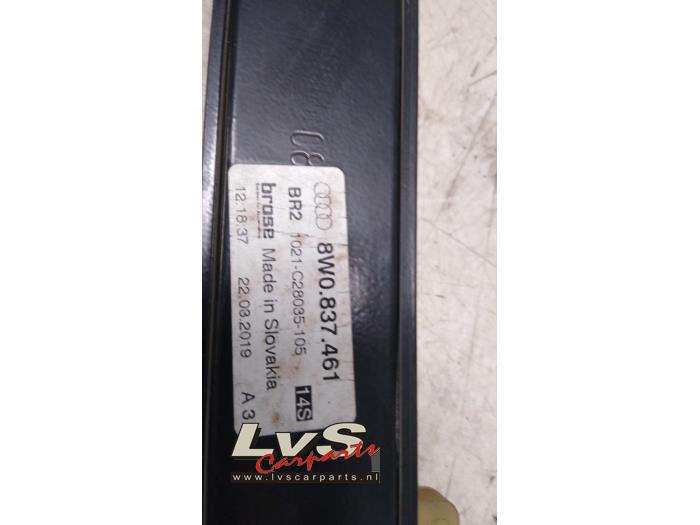 08
8W0.837.461
BR2 1021-C28035-105 14S
brose Made in Slovakia
12:18:37 22.03.2019 A 3
LvS
Carparts
www.lvscarparts.nl